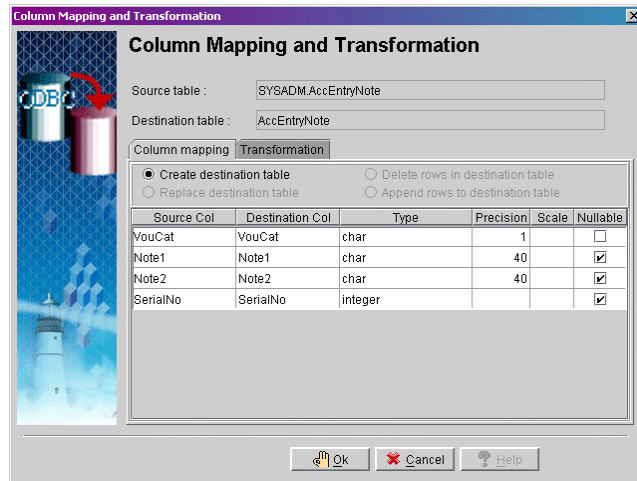 Column Mapping and Transformation
Column Mapping and Transformation
ODBC
Source table : SYSADM.AccEntryNote
Destination table : AccEntryNote
Column mapping Transformation
Create destination table Delete rows in destination table
Replace destination table Append rows to destination table
Source Col Destination Col Type Precision Scale Nullable
VouCat VouCat char 1
Note1 Note1 char 40
Note2 Note2 char 40
SerialNo SerialNo integer
Ok Cancel Help